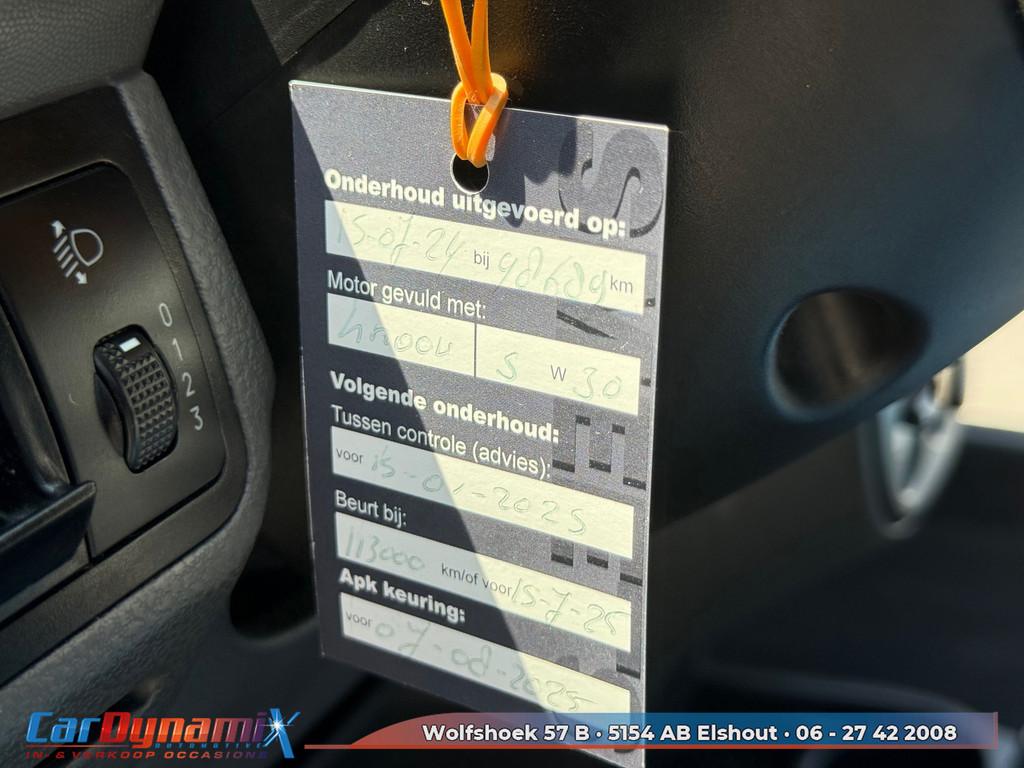 0
1
2
3
Onderhoud uitgevoerd op:
15-07-24 bij 98689 km
Motor gevuld met:
5 W 30
Volgende onderhoud:
Tussen controle (advies):
voor 15-01-2025
Beurt bij:
113000 km/of voor 15-7-25
Apk keuring:
voor 07-08-2025
CarDynamiX
AUTOMOTIVE
IN- & VERKOOP OCCASIONS
Wolfshoek 57 B • 5154 AB Elshout • 06 - 27 42 2008